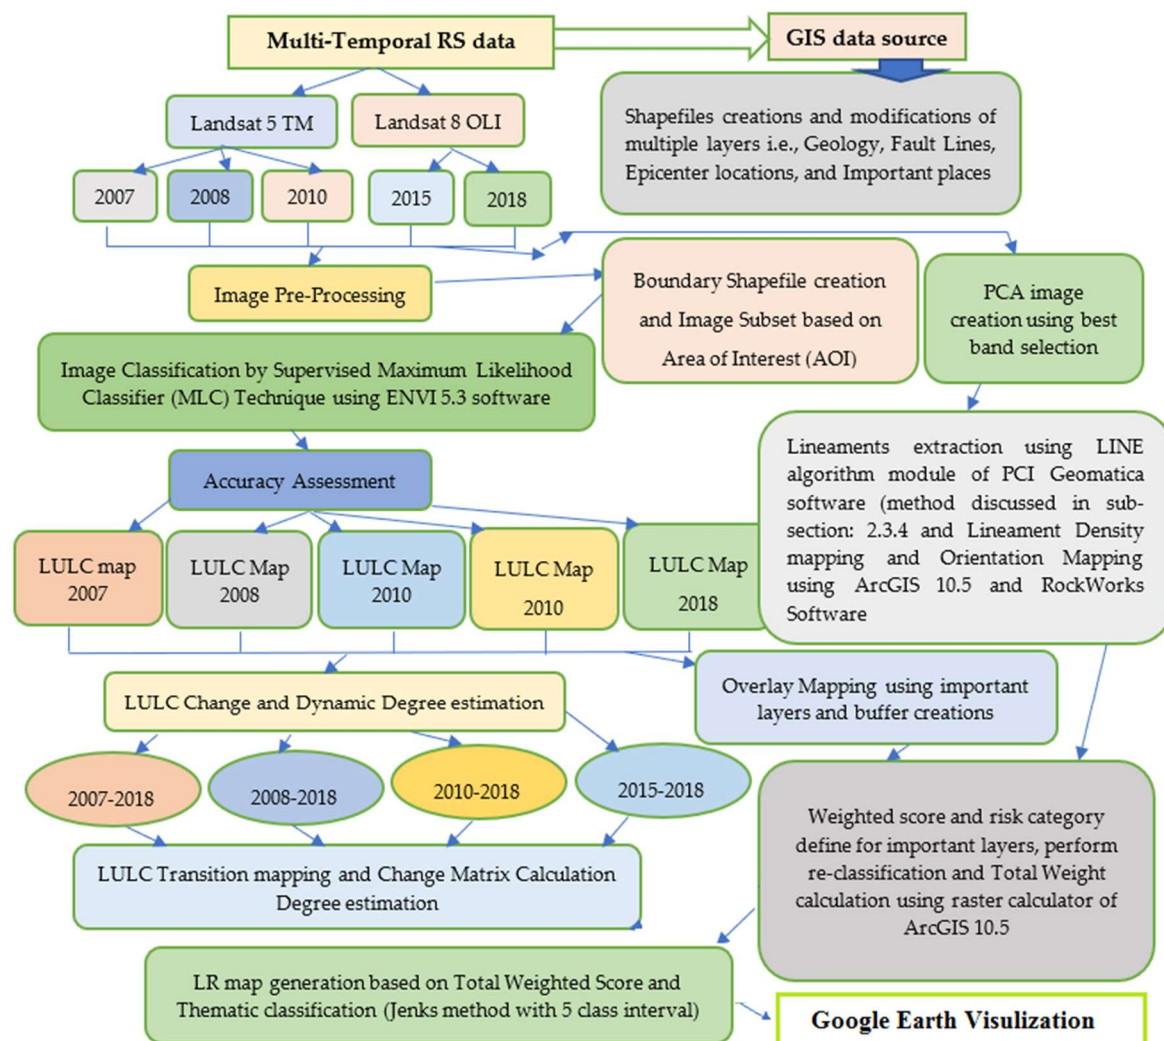 Multi-Temporal RS data
GIS data source
Landsat 5 TM
Landsat 8 OLI
Shapefiles creations and modifications of
multiple layers i.e., Geology, Fault Lines,
Epicenter locations, and Important places
2007
2008
2010
2015
2018
Image Pre-Processing
Boundary Shapefile creation
and Image Subset based on
Area of Interest (AOI)
PCA image
creation using best
band selection
Image Classification by Supervised Maximum Likelihood
Classifier (MLC) Technique using ENVI 5.3 software
Accuracy Assessment
Lineaments extraction using LINE
algorithm module of PCI Geomatica
software (method discussed in sub-
section: 2.3.4 and Lineament Density
mapping and Orientation Mapping
using ArcGIS 10.5 and RockWorks
Software
LULC map
2007
LULC Map
2008
LULC Map
2010
LULC Map
2010
LULC Map
2018
LULC Change and Dynamic Degree estimation
Overlay Mapping using important
layers and buffer creations
2007-2018
2008-2018
2010-2018
2015-2018
Weighted score and risk category
define for important layers, perform
re-classification and Total Weight
calculation using raster calculator of
ArcGIS 10.5
LULC Transition mapping and Change Matrix Calculation
Degree estimation
LR map generation based on Total Weighted Score and
Thematic classification (Jenks method with 5 class interval)
Google Earth Visulization